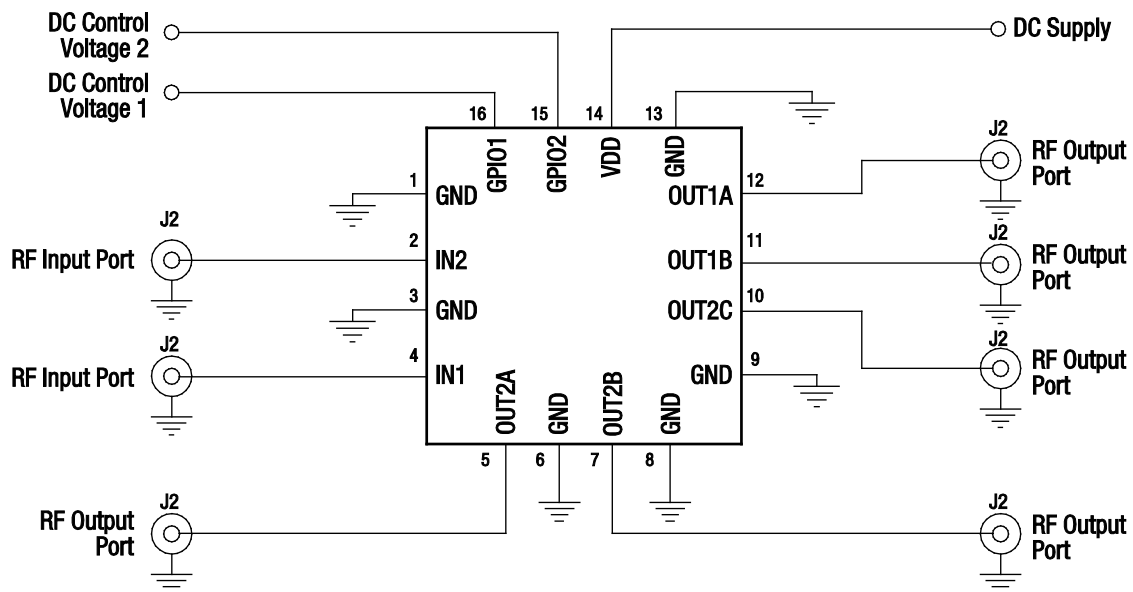 DC Control
Voltage 2
DC Supply
DC Control
Voltage 1
16
15
14
13
GPIO1
GPIO2
VDD
GND
J2
RF Output
Port
1
GND
OUT1A
12
J2
RF Input Port
2
IN2
OUT1B
11
J2
RF Output
Port
3
GND
OUT2C
10
J2
RF Input Port
4
IN1
GND
9
J2
RF Output
Port
OUT2A
GND
OUT2B
GND
5
6
7
8
J2
RF Output
Port
J2
RF Output
Port